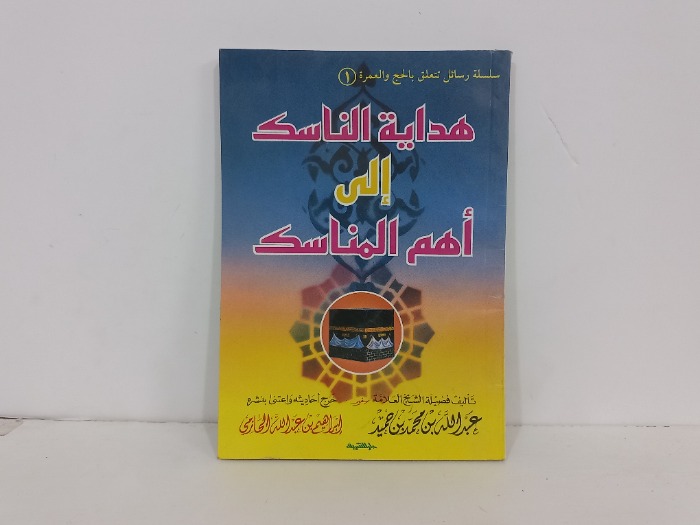 سلسلة رسائل تتعلق بالحج والعمرة ١
هداية الناسك
إلى
أهم المناسك
تأليف فضيلة الشيخ العلامة
عبد الله بن محمد بن حميد
خرج أحاديثه واعتنى بنشره
ابراهيم بن عبد الله الحازمي